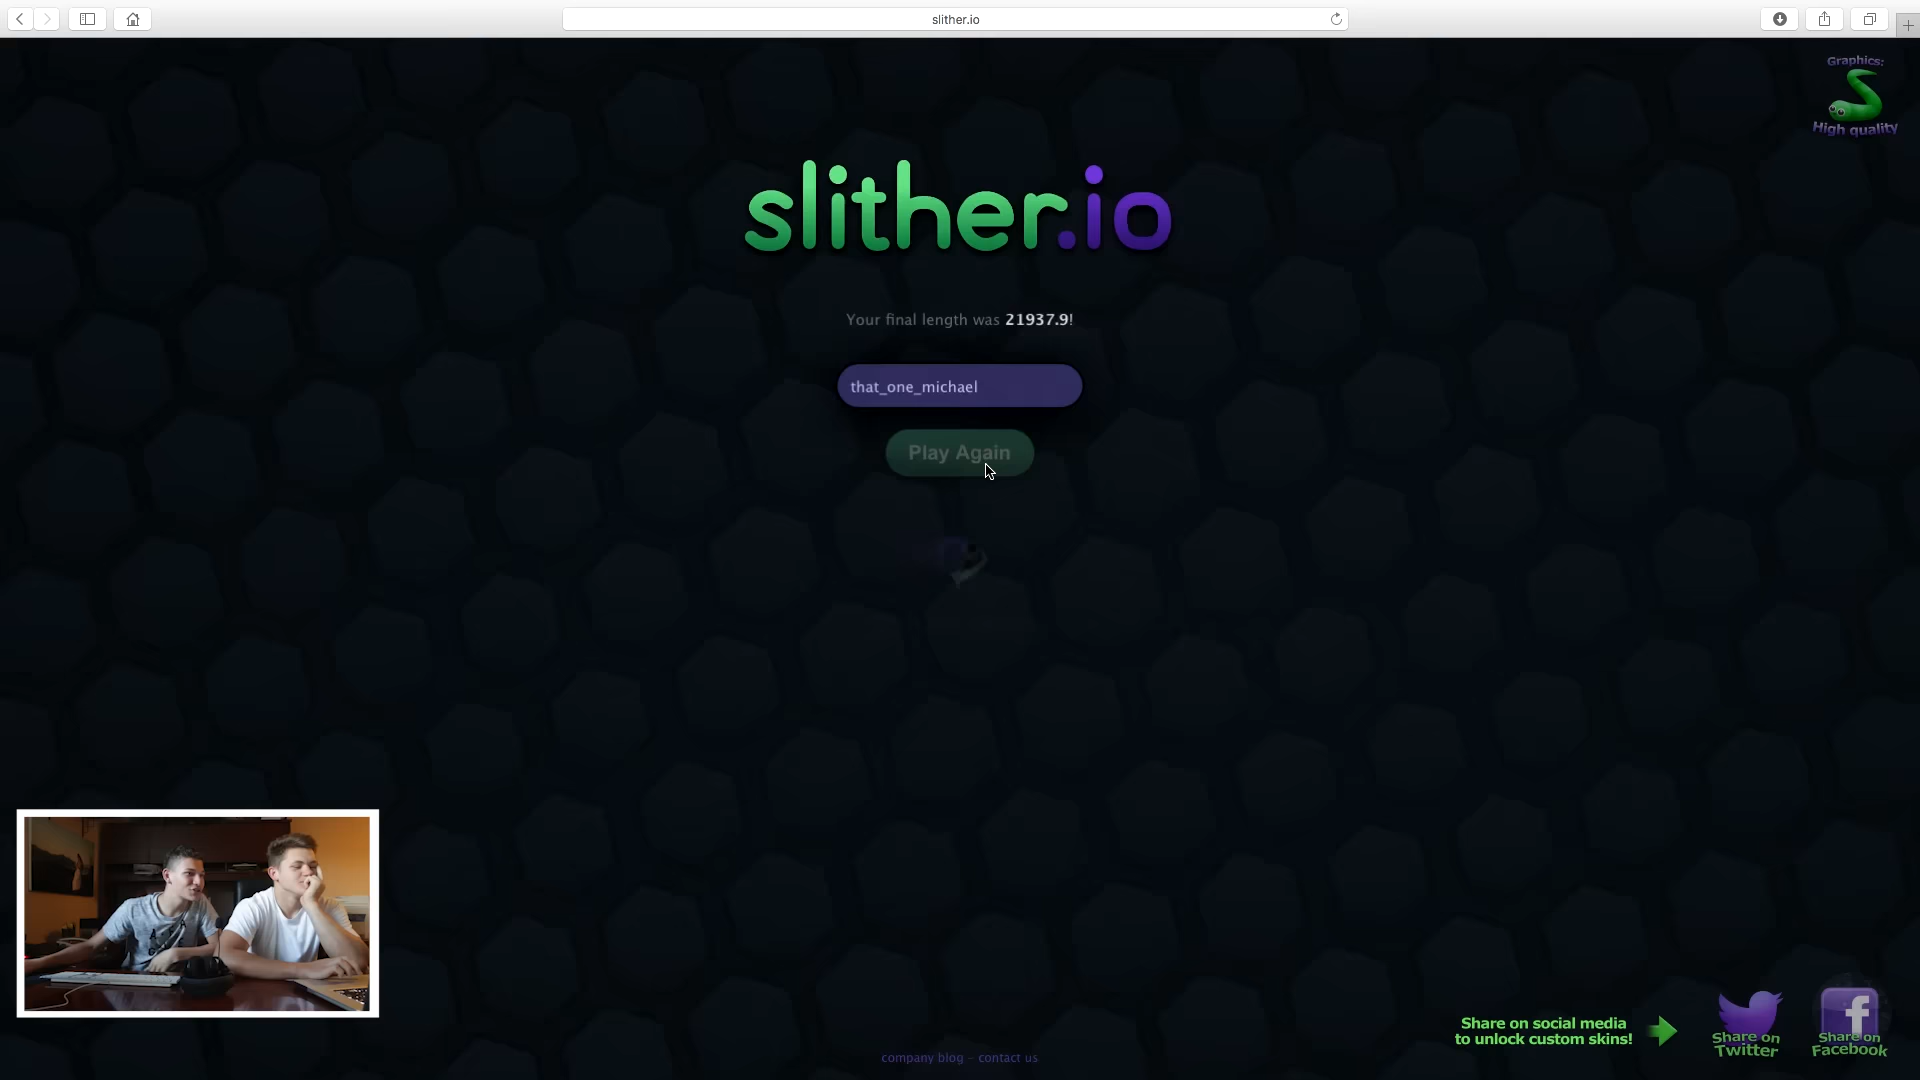 slither.io
Graphics:
High quality
slither.io
Your final length was 21937.9!
that_one_michael
Play Again
Share on social media
to unlock custom skins!
Share on
Twitter
Share on
Facebook
company blog - contact us